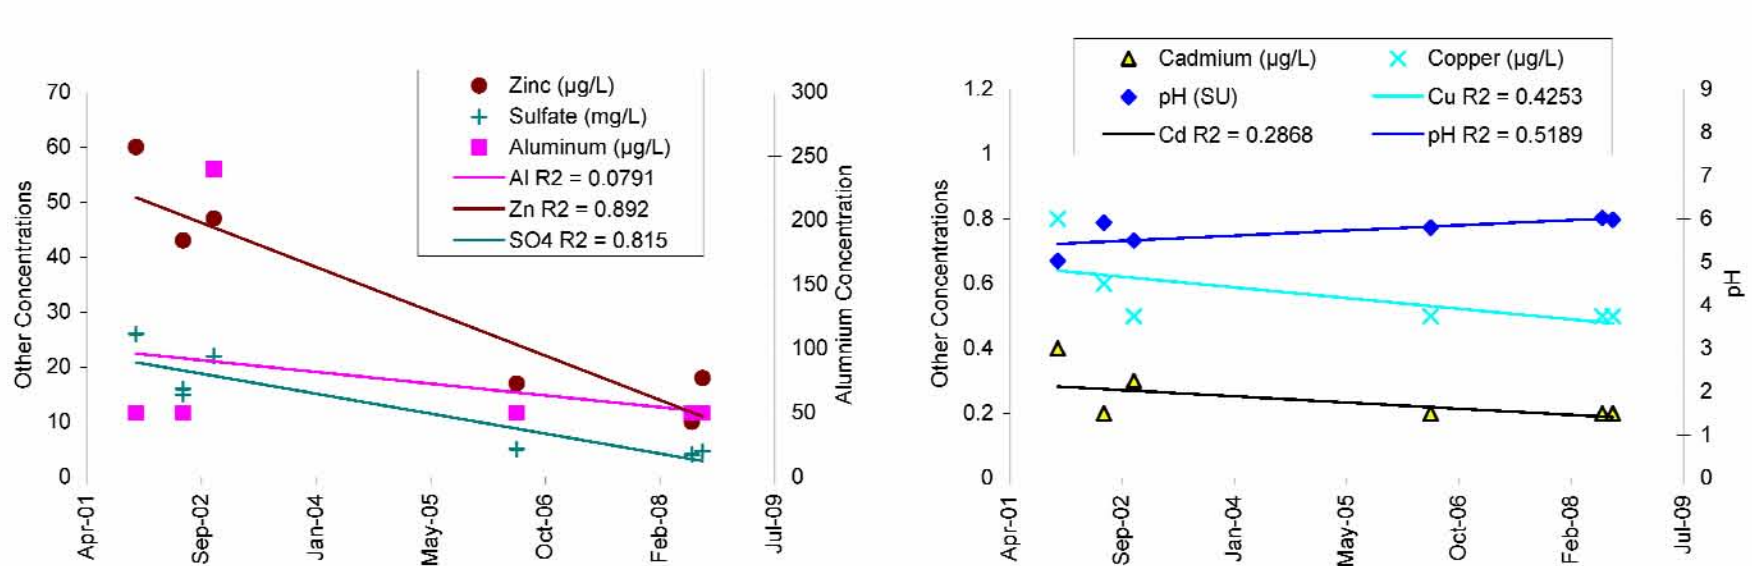 Zinc (µg/L)
Sulfate (mg/L)
Aluminum (µg/L)
Al R2 = 0.0791
Zn R2 = 0.892
SO4 R2 = 0.815
70
60
50
40
30
20
10
0
Other Concentrations
300
250
200
150
100
50
0
Alumnium Concentration
Apr-01
Sep-02
Jan-04
May-05
Oct-06
Feb-08
Jul-09
Cadmium (µg/L)
Copper (µg/L)
pH (SU)
Cu R2 = 0.4253
Cd R2 = 0.2868
pH R2 = 0.5189
1.2
1
0.8
0.6
0.4
0.2
0
Other Concentrations
9
8
7
6
5
4
3
2
1
0
pH
Apr-01
Sep-02
Jan-04
May-05
Oct-06
Feb-08
Jul-09